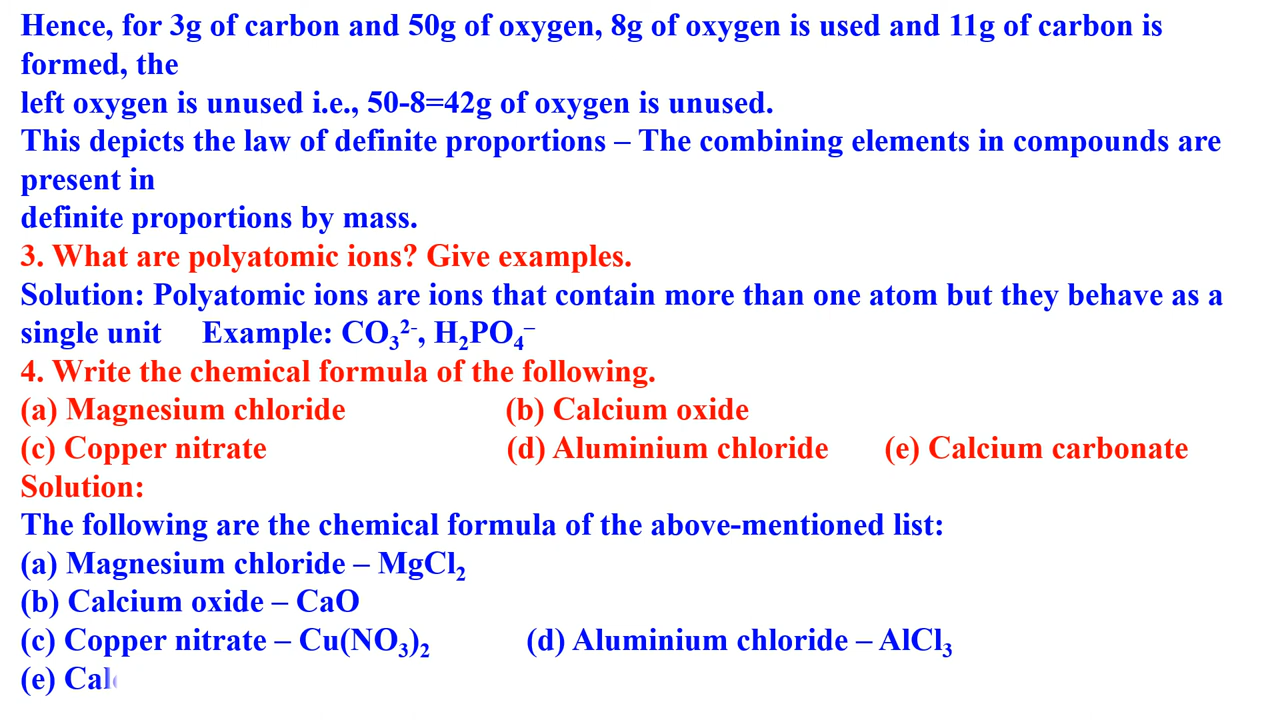 Hence, for 3g of carbon and 50g of oxygen, 8g of oxygen is used and 11g of carbon is
formed, the
left oxygen is unused i.e., 50-8=42g of oxygen is unused.
This depicts the law of definite proportions – The combining elements in compounds are
present in
definite proportions by mass.
3. What are polyatomic ions? Give examples.
Solution: Polyatomic ions are ions that contain more than one atom but they behave as a
single unit Example: CO₃²⁻, H₂PO₄⁻
4. Write the chemical formula of the following.
(a) Magnesium chloride (b) Calcium oxide
(c) Copper nitrate (d) Aluminium chloride (e) Calcium carbonate
Solution:
The following are the chemical formula of the above-mentioned list:
(a) Magnesium chloride – MgCl₂
(b) Calcium oxide – CaO
(c) Copper nitrate – Cu(NO₃)₂ (d) Aluminium chloride – AlCl₃
(e)